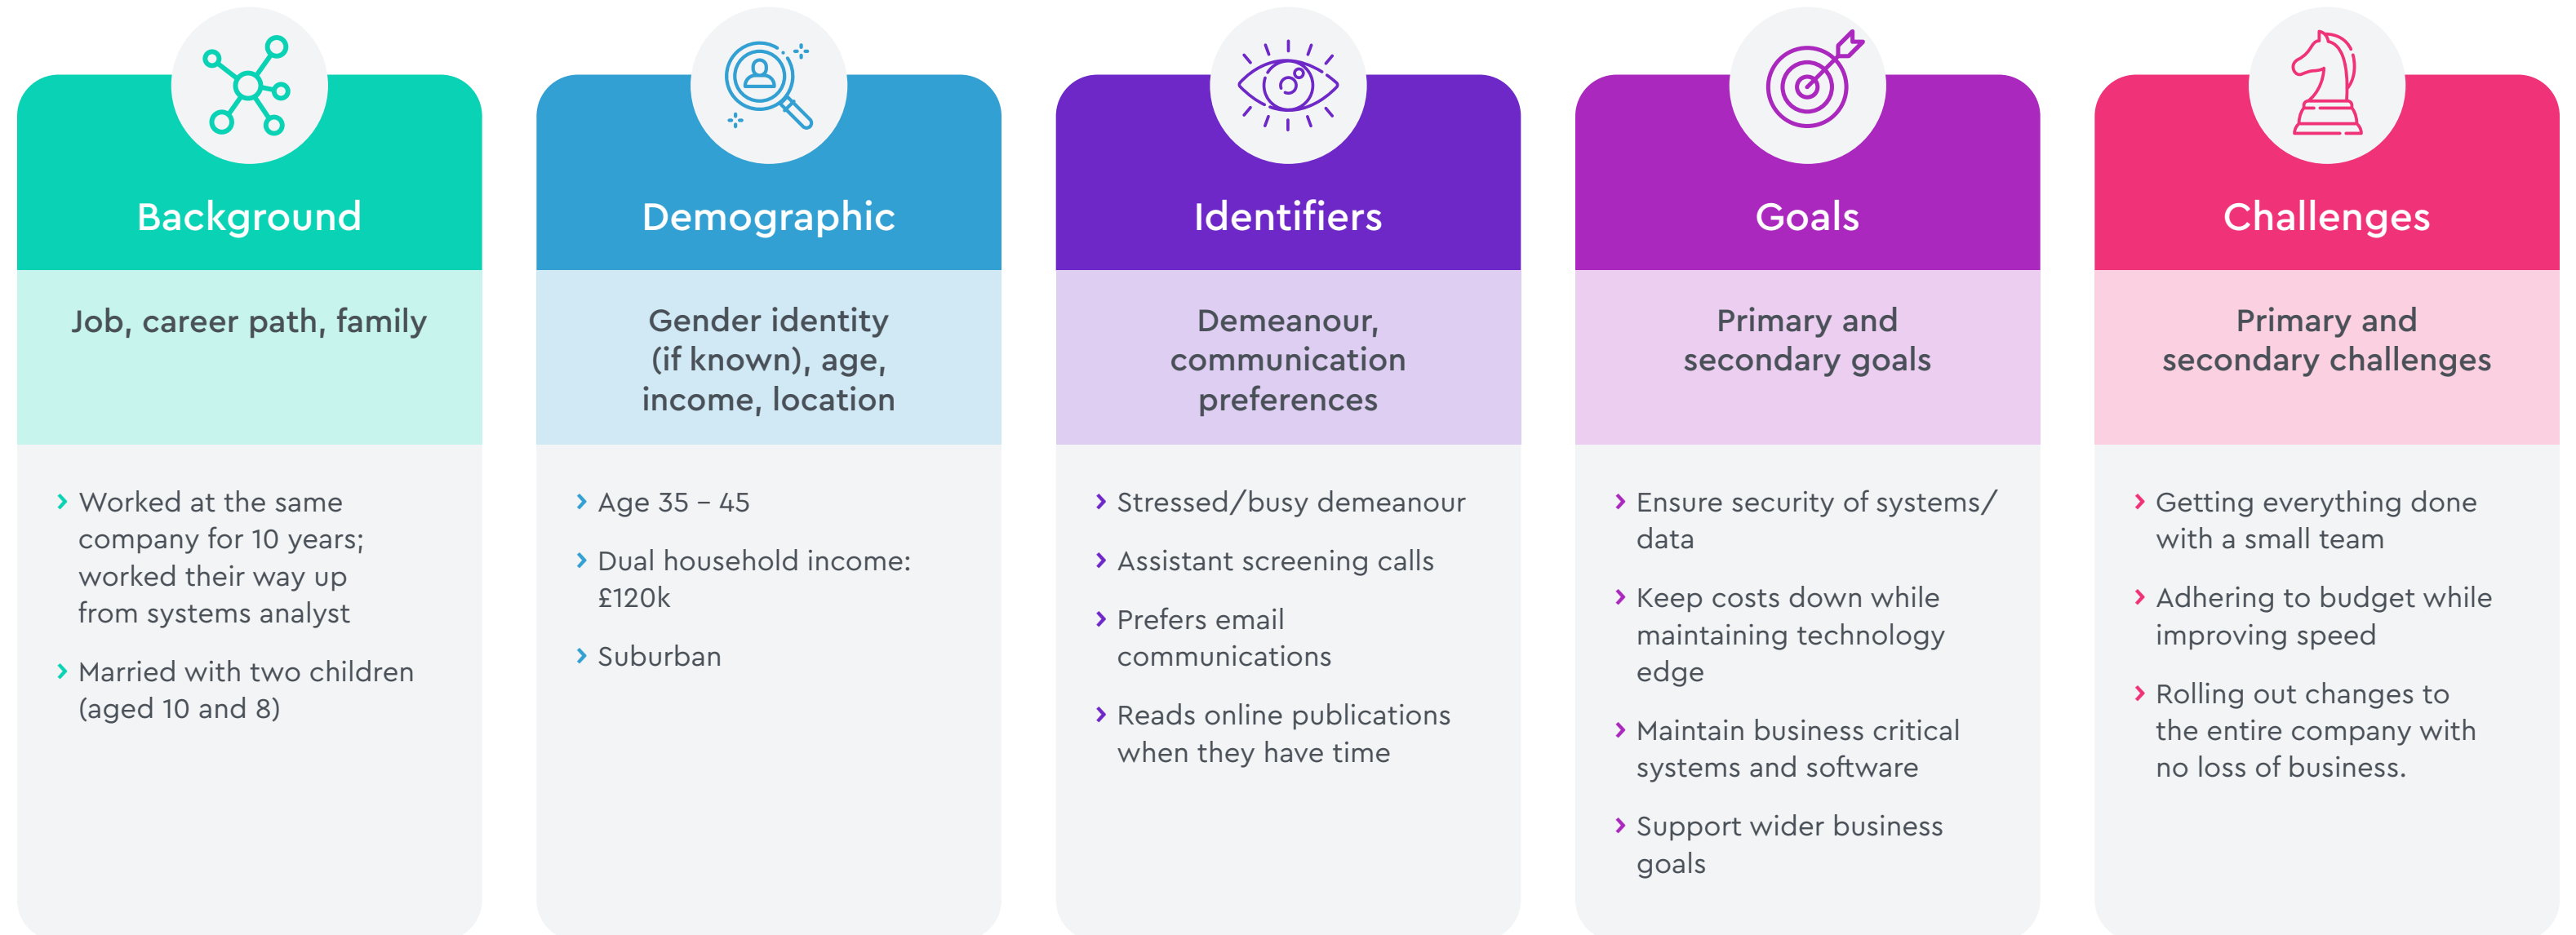 Background
Job, career path, family
Worked at the same
company for 10 years;
worked their way up
from systems analyst
Married with two children
(aged 10 and 8)
Demographic
Gender identity
(if known), age,
income, location
Age 35 – 45
Dual household income:
£120k
Suburban
Identifiers
Demeanour,
communication
preferences
Stressed/busy demeanour
Assistant screening calls
Prefers email
communications
Reads online publications
when they have time
Goals
Primary and
secondary goals
Ensure security of systems/
data
Keep costs down while
maintaining technology
edge
Maintain business critical
systems and software
Support wider business
goals
Challenges
Primary and
secondary challenges
Getting everything done
with a small team
Adhering to budget while
improving speed
Rolling out changes to
the entire company with
no loss of business.